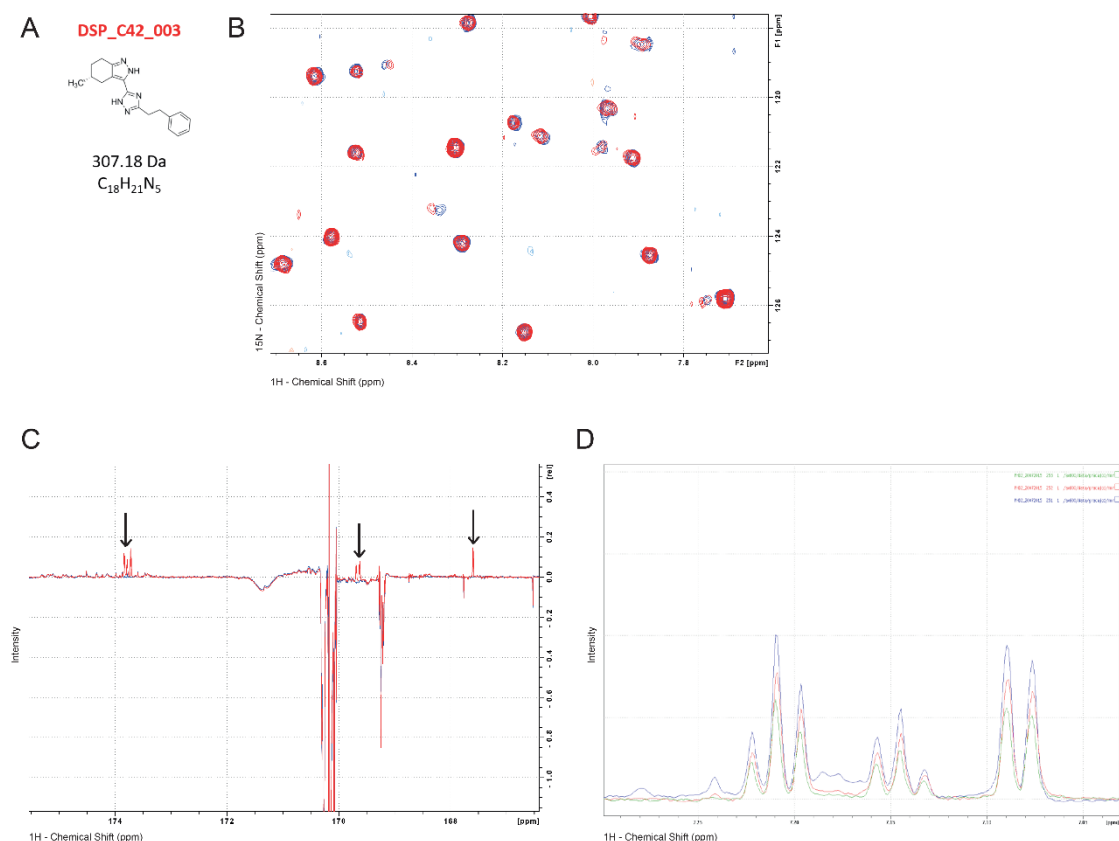 A
DSP_C42_003
N
2H
CH₃
HN
N
N
307.18 Da
C₁₈H₂₁N₅
B
15N - Chemical Shift (ppm)
F1 [ppm]
120
122
124
126
8.6
8.4
8.2
8.0
7.8
F2 [ppm]
1H - Chemical Shift (ppm)
C
Intensity
[rel]
0.4
0.2
0.0
- 0.2
- 0.4
- 0.6
- 0.8
- 1.0
174
172
170
168
[ppm]
1H - Chemical Shift (ppm)
D
Intensity
[ppm]
1H - Chemical Shift (ppm)